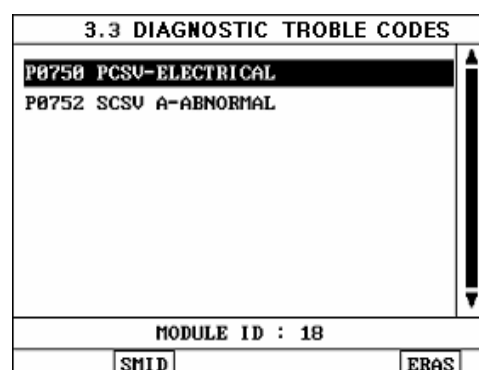 3.3 DIAGNOSTIC TROBLE CODES
P0750 PCSV-ELECTRICAL
P0752 SCSV A-ABNORMAL
MODULE ID : 18
SMID ERAS